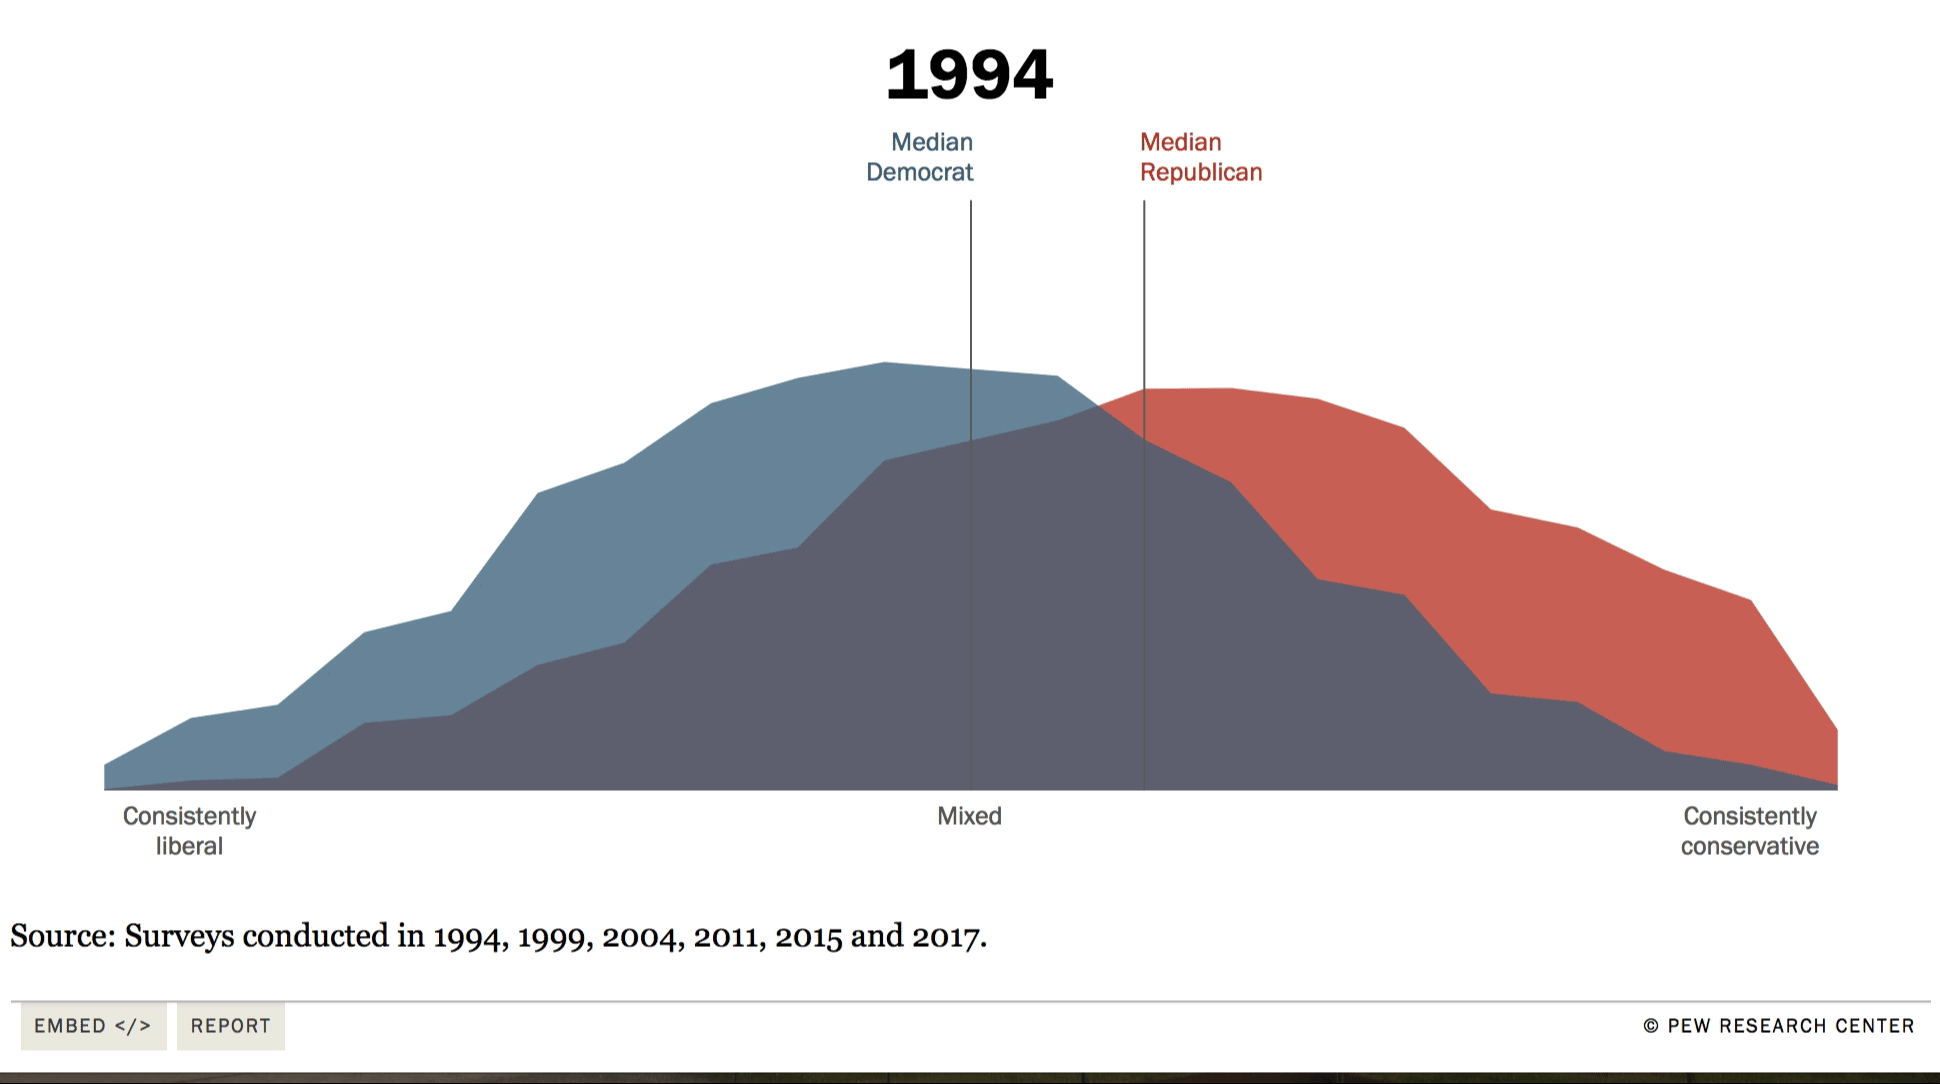 1994
Median
Democrat
Median
Republican
Consistently
liberal
Mixed
Consistently
conservative
Source: Surveys conducted in 1994, 1999, 2004, 2011, 2015 and 2017.
EMBED </>
REPORT
© PEW RESEARCH CENTER